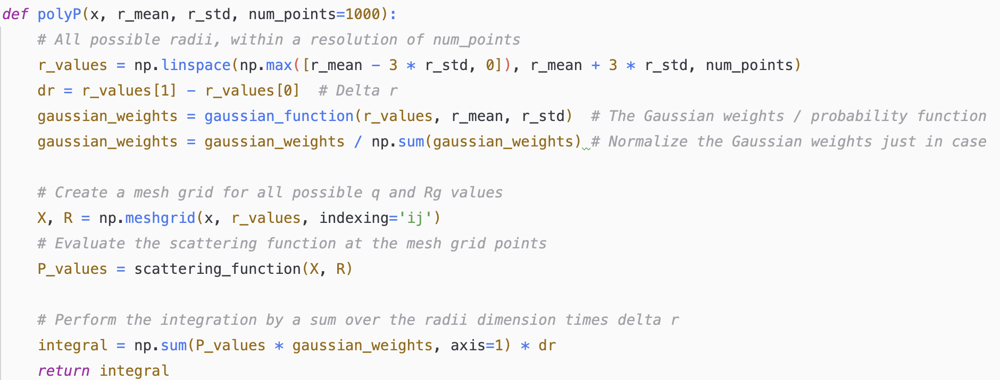 def polyP(x, r_mean, r_std, num_points=1000):
    # All possible radii, within a resolution of num_points
    r_values = np.linspace(np.max([r_mean - 3 * r_std, 0]), r_mean + 3 * r_std, num_points)
    dr = r_values[1] - r_values[0]  # Delta r
    gaussian_weights = gaussian_function(r_values, r_mean, r_std)  # The Gaussian weights / probability function
    gaussian_weights = gaussian_weights / np.sum(gaussian_weights) # Normalize the Gaussian weights just in case

    # Create a mesh grid for all possible q and Rg values
    X, R = np.meshgrid(x, r_values, indexing='ij')
    # Evaluate the scattering function at the mesh grid points
    P_values = scattering_function(X, R)

    # Perform the integration by a sum over the radii dimension times delta r
    integral = np.sum(P_values * gaussian_weights, axis=1) * dr
    return integral